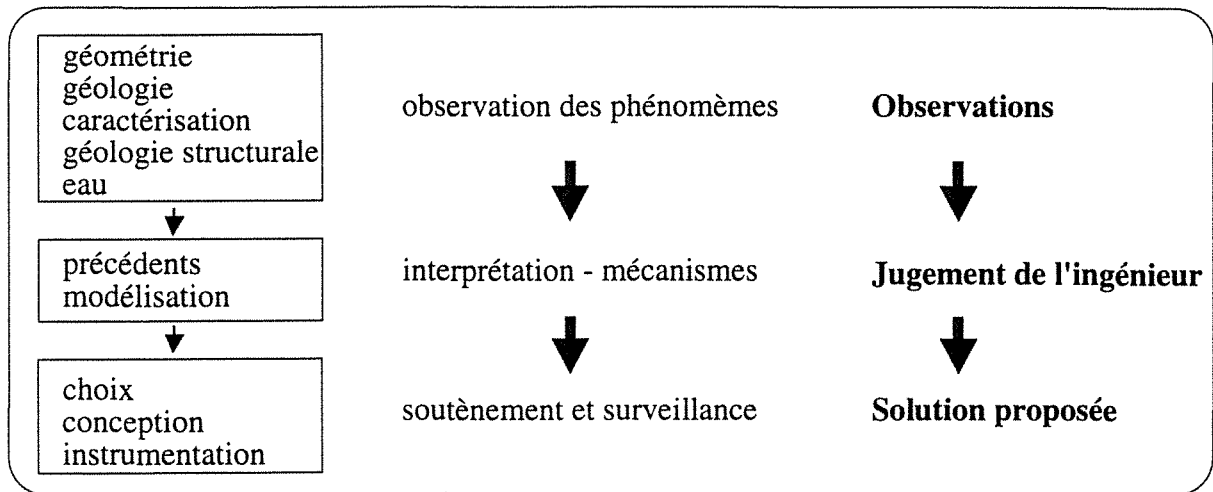 géométrie
géologie
caractérisation
géologie structurale
eau
observation des phénomèmes
Observations
précédents
modélisation
interprétation - mécanismes
Jugement de l'ingénieur
choix
conception
instrumentation
soutènement et surveillance
Solution proposée